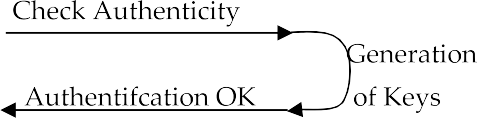 Check Authenticity
Generation
of Keys
Authentifcation OK